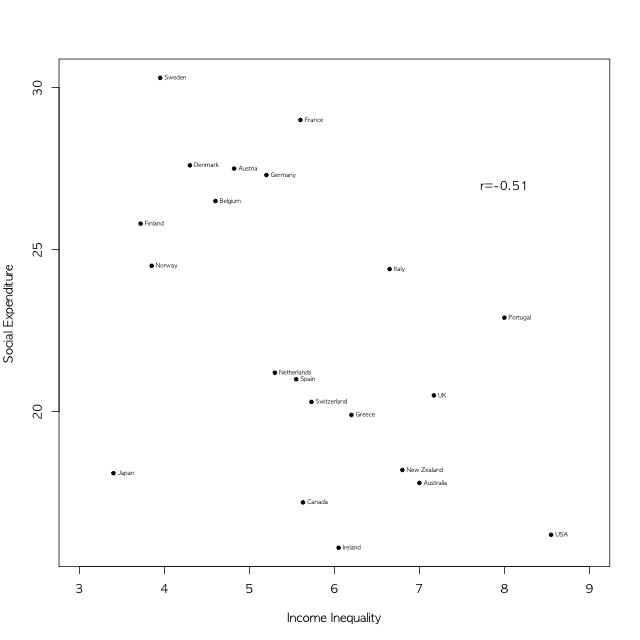 30
25
20
Social Expenditure
Sweden
France
Denmark
Austria
Germany
r=-0.51
Belgium
Finland
Norway
Italy
Portugal
Netherlands
Spain
UK
Switzerland
Greece
New Zealand
Japan
Australia
Canada
USA
Ireland
3 4 5 6 7 8 9
Income Inequality